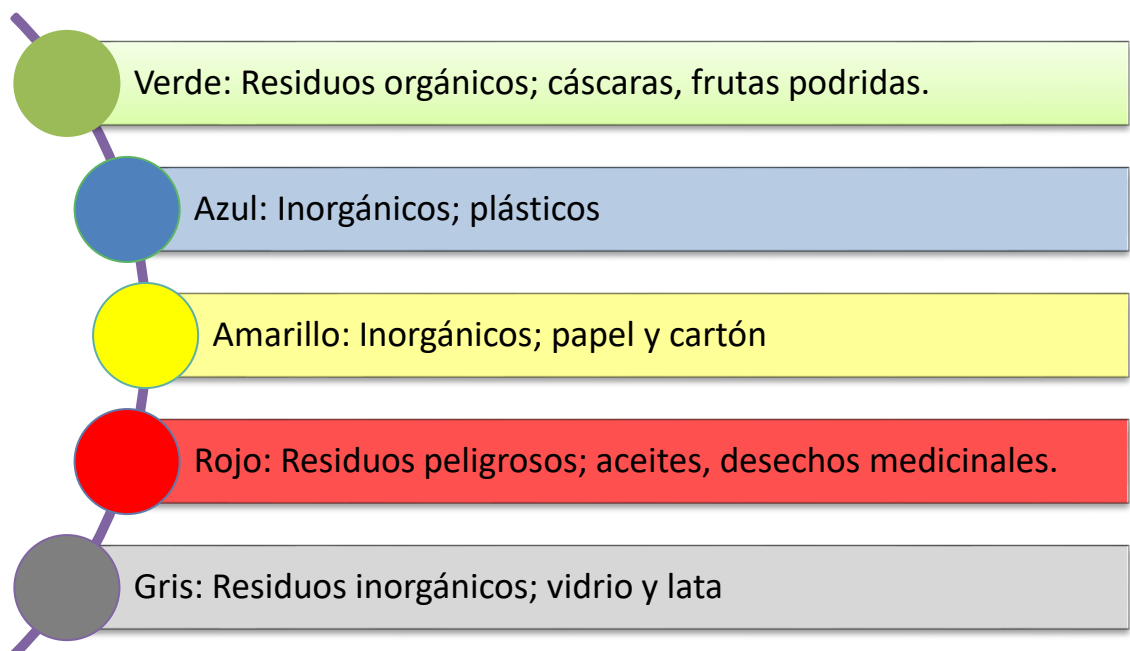 Verde: Residuos orgánicos; cáscaras, frutas podridas.
Azul: Inorgánicos; plásticos
Amarillo: Inorgánicos; papel y cartón
Rojo: Residuos peligrosos; aceites, desechos medicinales.
Gris: Residuos inorgánicos; vidrio y lata